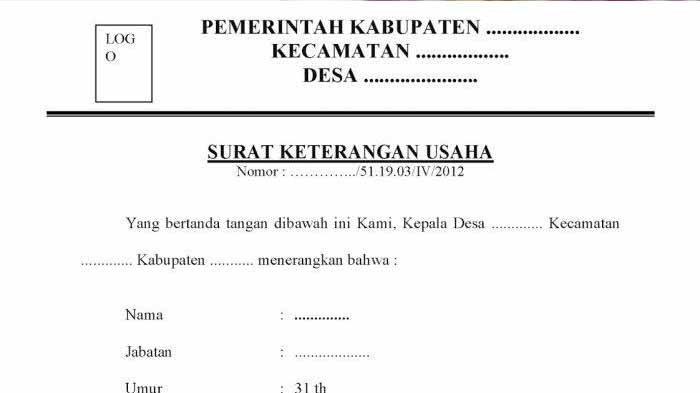 LOG
O
PEMERINTAH KABUPATEN ..................
KECAMATAN ..................
DESA ......................
SURAT KETERANGAN USAHA
Nomor : ………….../51.19.03/IV/2012
Yang bertanda tangan dibawah ini Kami, Kepala Desa ............. Kecamatan
............. Kabupaten ........... menerangkan bahwa :
Nama : ..............
Jabatan : ...................
Umur : 31 th